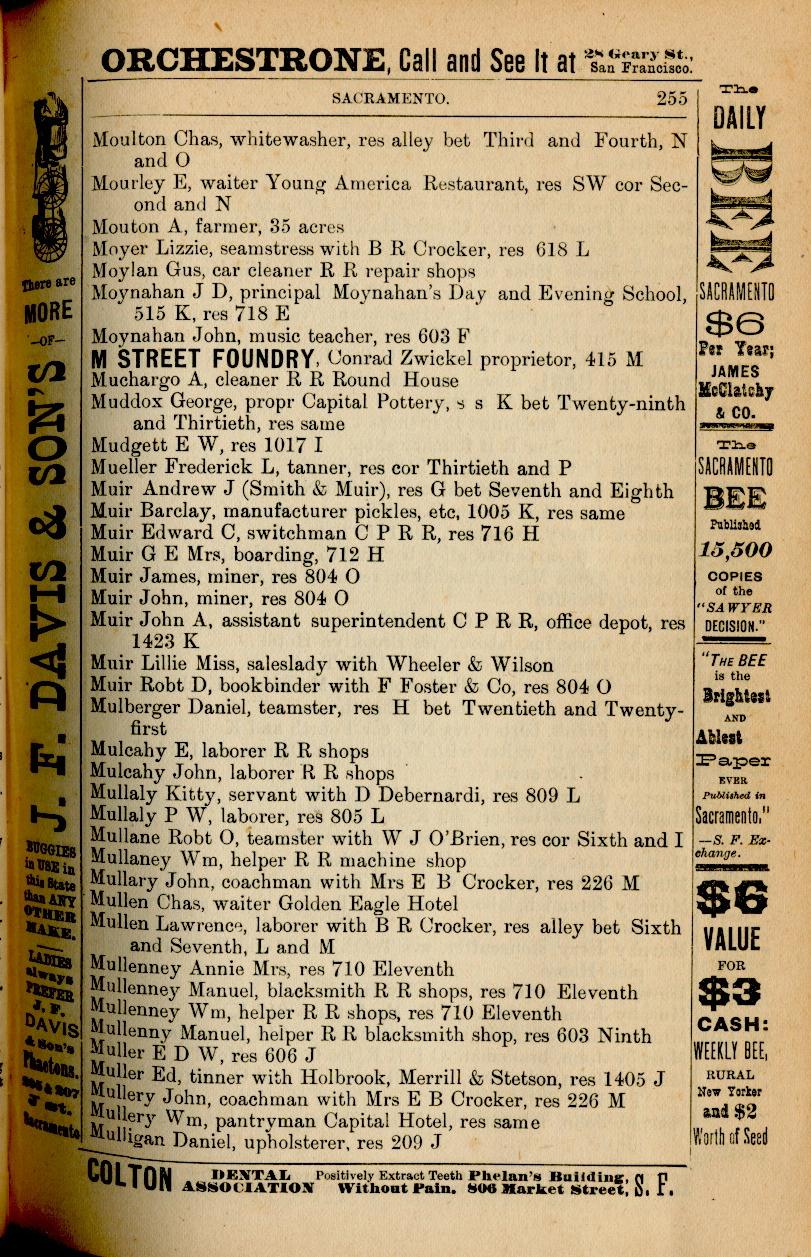 ORCHESTRONE, Call and See It at 28 Geary St., San Francisco.
SACRAMENTO. 255
Moulton Chas, whitewasher, res alley bet Third and Fourth, N
and O
Mourley E, waiter Young America Restaurant, res SW cor Sec-
ond and N
Mouton A, farmer, 35 acres
Moyer Lizzie, seamstress with B R Crocker, res 618 L
Moylan Gus, car cleaner R R repair shops
Moynahan J D, principal Moynahan's Day and Evening School,
515 K, res 718 E
Moynahan John, music teacher, res 603 F
M STREET FOUNDRY, Conrad Zwickel proprietor, 415 M
Muchargo A, cleaner R R Round House
Muddox George, propr Capital Pottery, s s K bet Twenty-ninth
and Thirtieth, res same
Mudgett E W, res 1017 I
Mueller Frederick L, tanner, res cor Thirtieth and P
Muir Andrew J (Smith & Muir), res G bet Seventh and Eighth
Muir Barclay, manufacturer pickles, etc, 1005 K, res same
Muir Edward C, switchman C P R R, res 716 H
Muir G E Mrs, boarding, 712 H
Muir James, miner, res 804 O
Muir John, miner, res 804 O
Muir John A, assistant superintendent C P R R, office depot, res
1423 K
Muir Lillie Miss, saleslady with Wheeler & Wilson
Muir Robt D, bookbinder with F Foster & Co, res 804 O
Mulberger Daniel, teamster, res H bet Twentieth and Twenty-
first
Mulcahy E, laborer R R shops
Mulcahy John, laborer R R shops
Mullaly Kitty, servant with D Debernardi, res 809 L
Mullaly P W, laborer, res 805 L
Mullane Robt O, teamster with W J O'Brien, res cor Sixth and I
Mullaney Wm, helper R R machine shop
Mullary John, coachman with Mrs E B Crocker, res 226 M
Mullen Chas, waiter Golden Eagle Hotel
Mullen Lawrence, laborer with B R Crocker, res alley bet Sixth
and Seventh, L and M
Mullenney Annie Mrs, res 710 Eleventh
Mullenney Manuel, blacksmith R R shops, res 710 Eleventh
Mullenney Wm, helper R R shops, res 710 Eleventh
Mullenny Manuel, helper R R blacksmith shop, res 603 Ninth
Muller E D W, res 606 J
Muller Ed, tinner with Holbrook, Merrill & Stetson, res 1405 J
Mullery John, coachman with Mrs E B Crocker, res 226 M
Mullery Wm, pantryman Capital Hotel, res same
Mulligan Daniel, upholsterer, res 209 J
There are
MORE
—OF—
J. F. DAVIS & SON'S
BUGGIES
in USE in
this State
than ANY
OTHER
MAKE.
LADIES
always
PREFER
J. F.
DAVIS
& Son's
Phaetons.
J st.
Sacramento
The
DAILY
BEE
SACRAMENTO
$6
Per Year;
JAMES
McClatchy
& CO.
The
SACRAMENTO
BEE
Published
15,500
COPIES
of the
"SAWYER
DECISION."
"THE BEE
is the
Brightest
AND
Ablest
Paper
EVER
Published in
Sacramento,"
—S. F. Ex-
change.
$6
VALUE
FOR
$3
CASH:
WEEKLY BEE,
RURAL
New Yorker
and $2
Worth of Seed
COLTON DENTAL ASSOCIATION Positively Extract Teeth Without Pain. Phelan's Building, 806 Market Street, S. F.